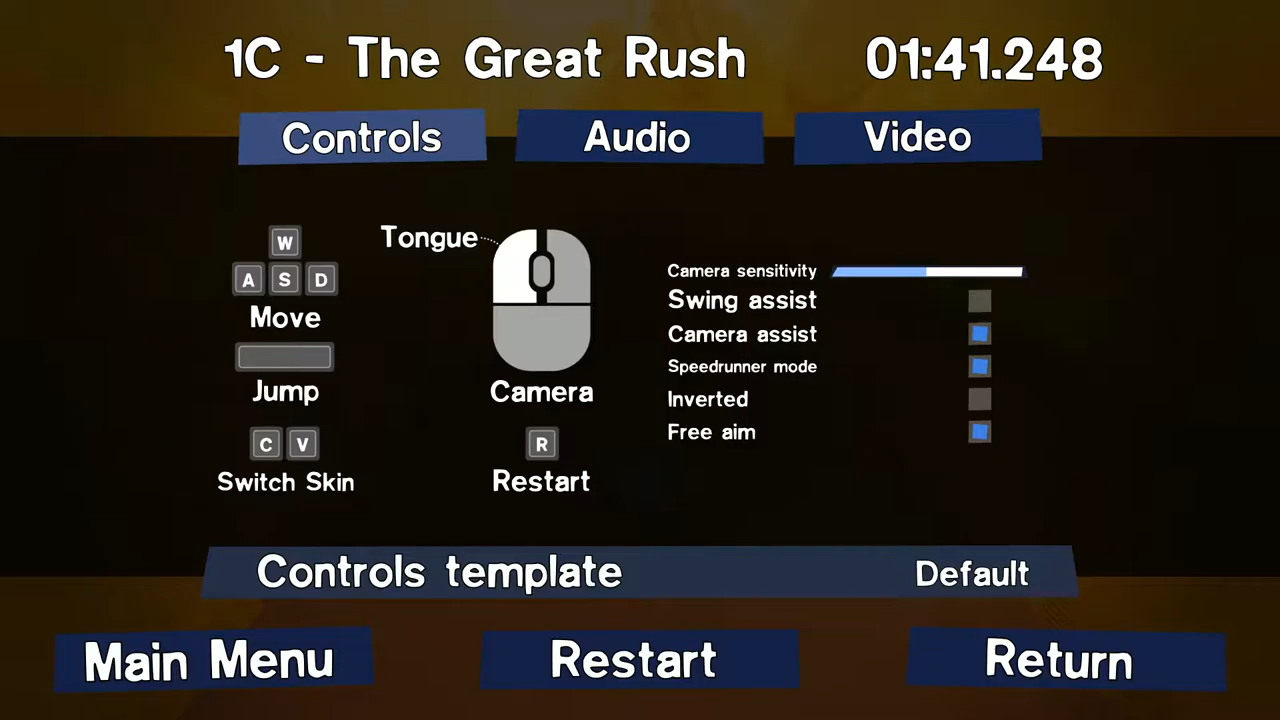 1C - The Great Rush 01:41.248
Controls Audio Video
Tongue
W
A S D
Move
Jump
C V
Switch Skin
Camera
R
Restart
Camera sensitivity
Swing assist
Camera assist
Speedrunner mode
Inverted
Free aim
Controls template Default
Main Menu Restart Return